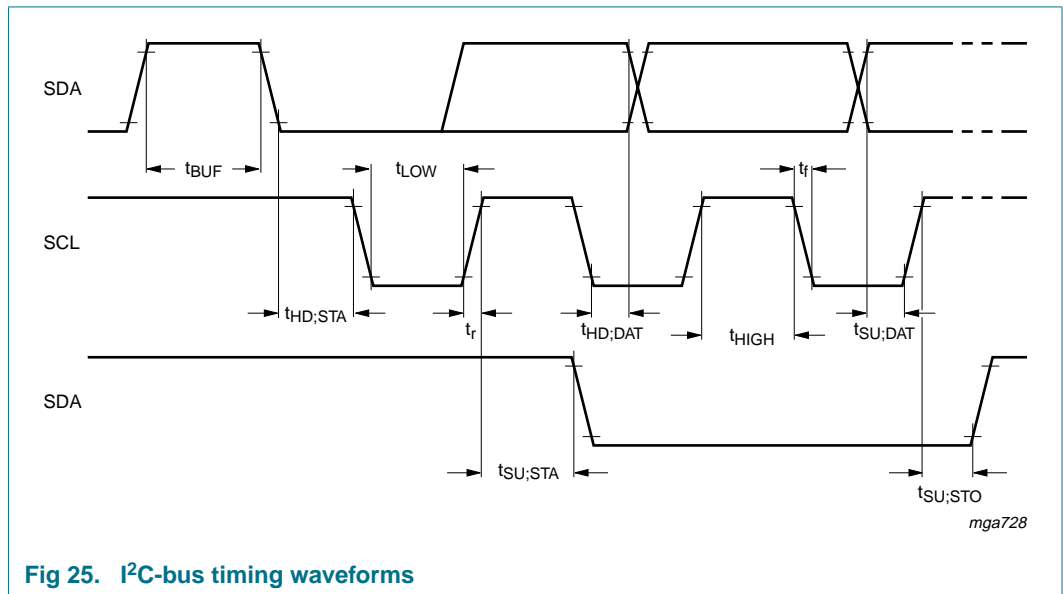 SDA
tBUF
tLOW
tf
SCL
tHD;STA
tr
tHD;DAT
tHIGH
tSU;DAT
SDA
tSU;STA
tSU;STO
mga728
Fig 25. I2C-bus timing waveforms